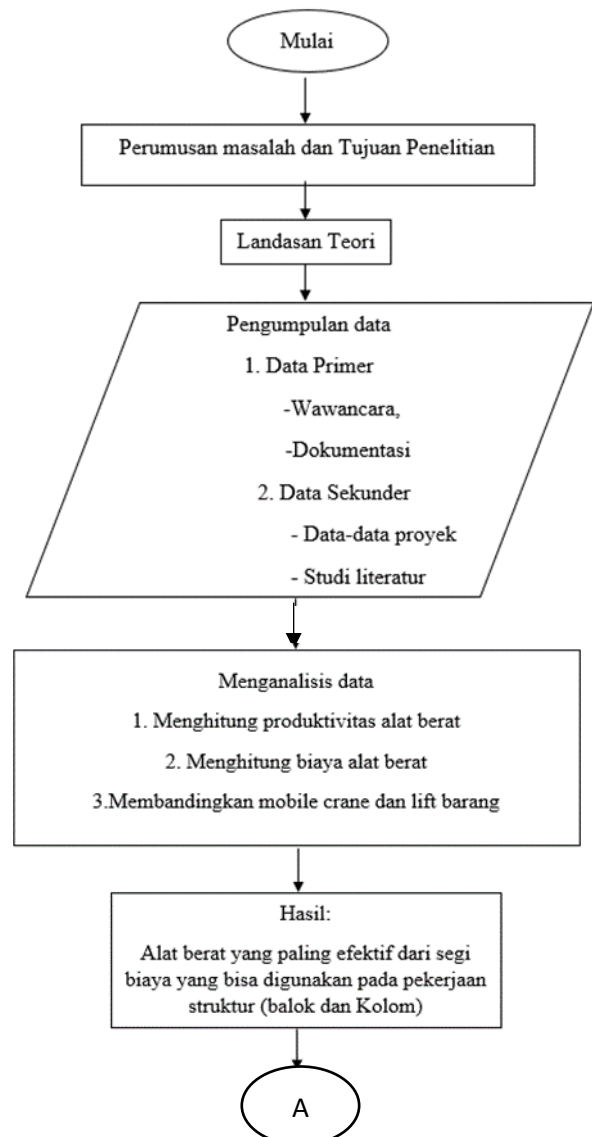 Mulai
Perumusan masalah dan Tujuan Penelitian
Landasan Teori
Pengumpulan data
1. Data Primer
-Wawancara,
-Dokumentasi
2. Data Sekunder
- Data-data proyek
- Studi literatur
Menganalisis data
1. Menghitung produktivitas alat berat
2. Menghitung biaya alat berat
3.Membandingkan mobile crane dan lift barang
Hasil:
Alat berat yang paling efektif dari segi
biaya yang bisa digunakan pada pekerjaan
struktur (balok dan Kolom)
A